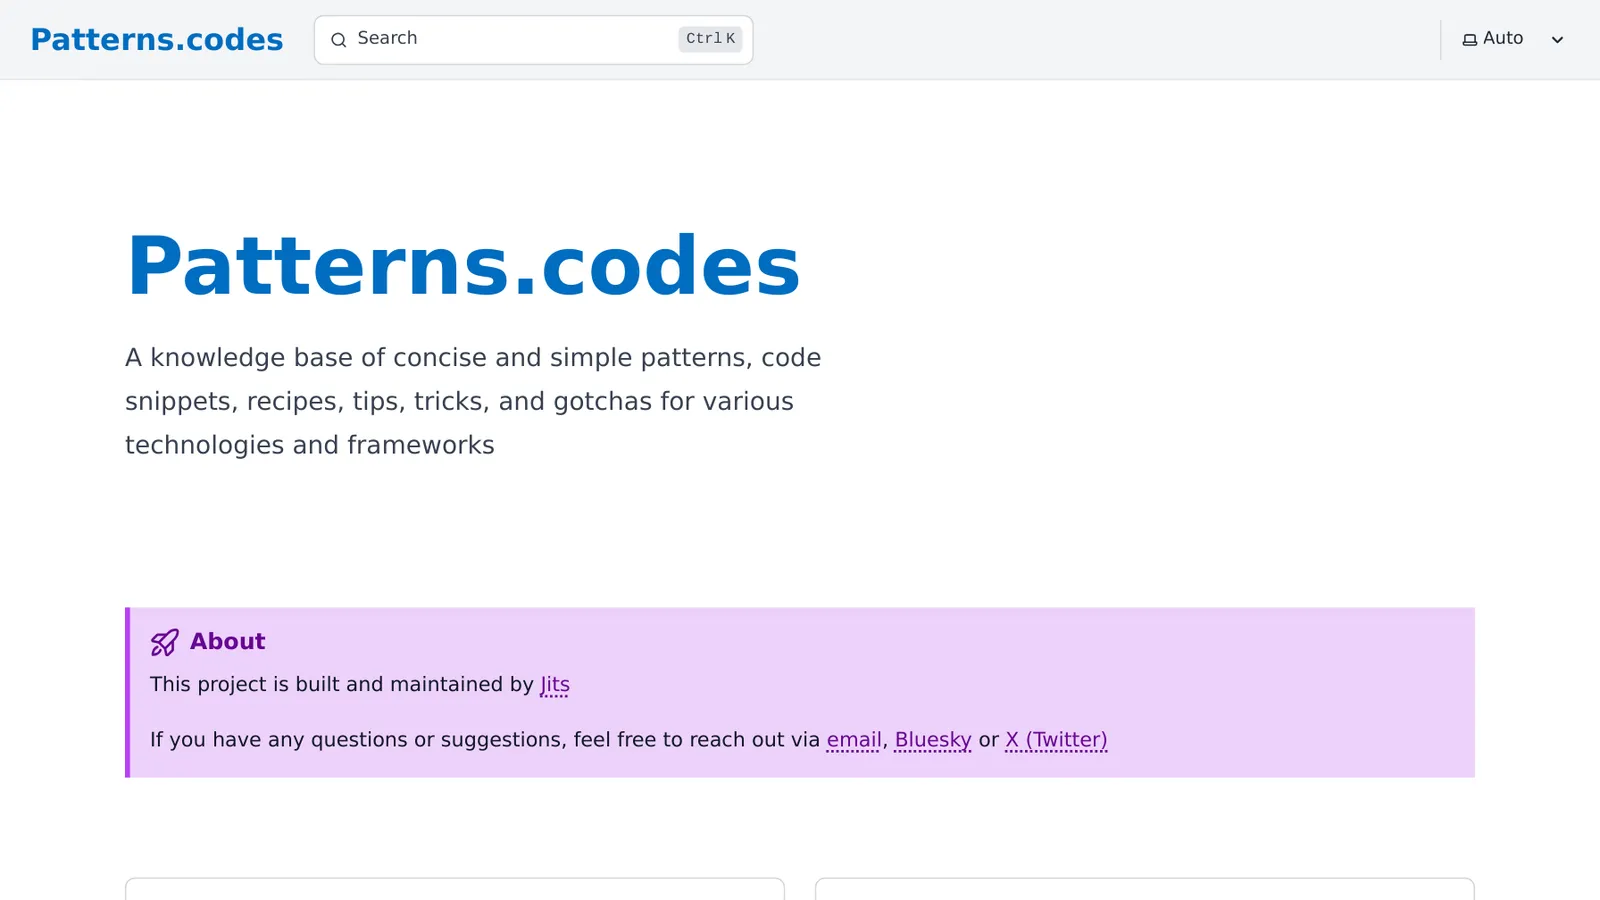 Patterns.codes
Search
Ctrl K
Auto
Patterns.codes
A knowledge base of concise and simple patterns, code
snippets, recipes, tips, tricks, and gotchas for various
technologies and frameworks
About
This project is built and maintained by Jits
If you have any questions or suggestions, feel free to reach out via email, Bluesky or X (Twitter)